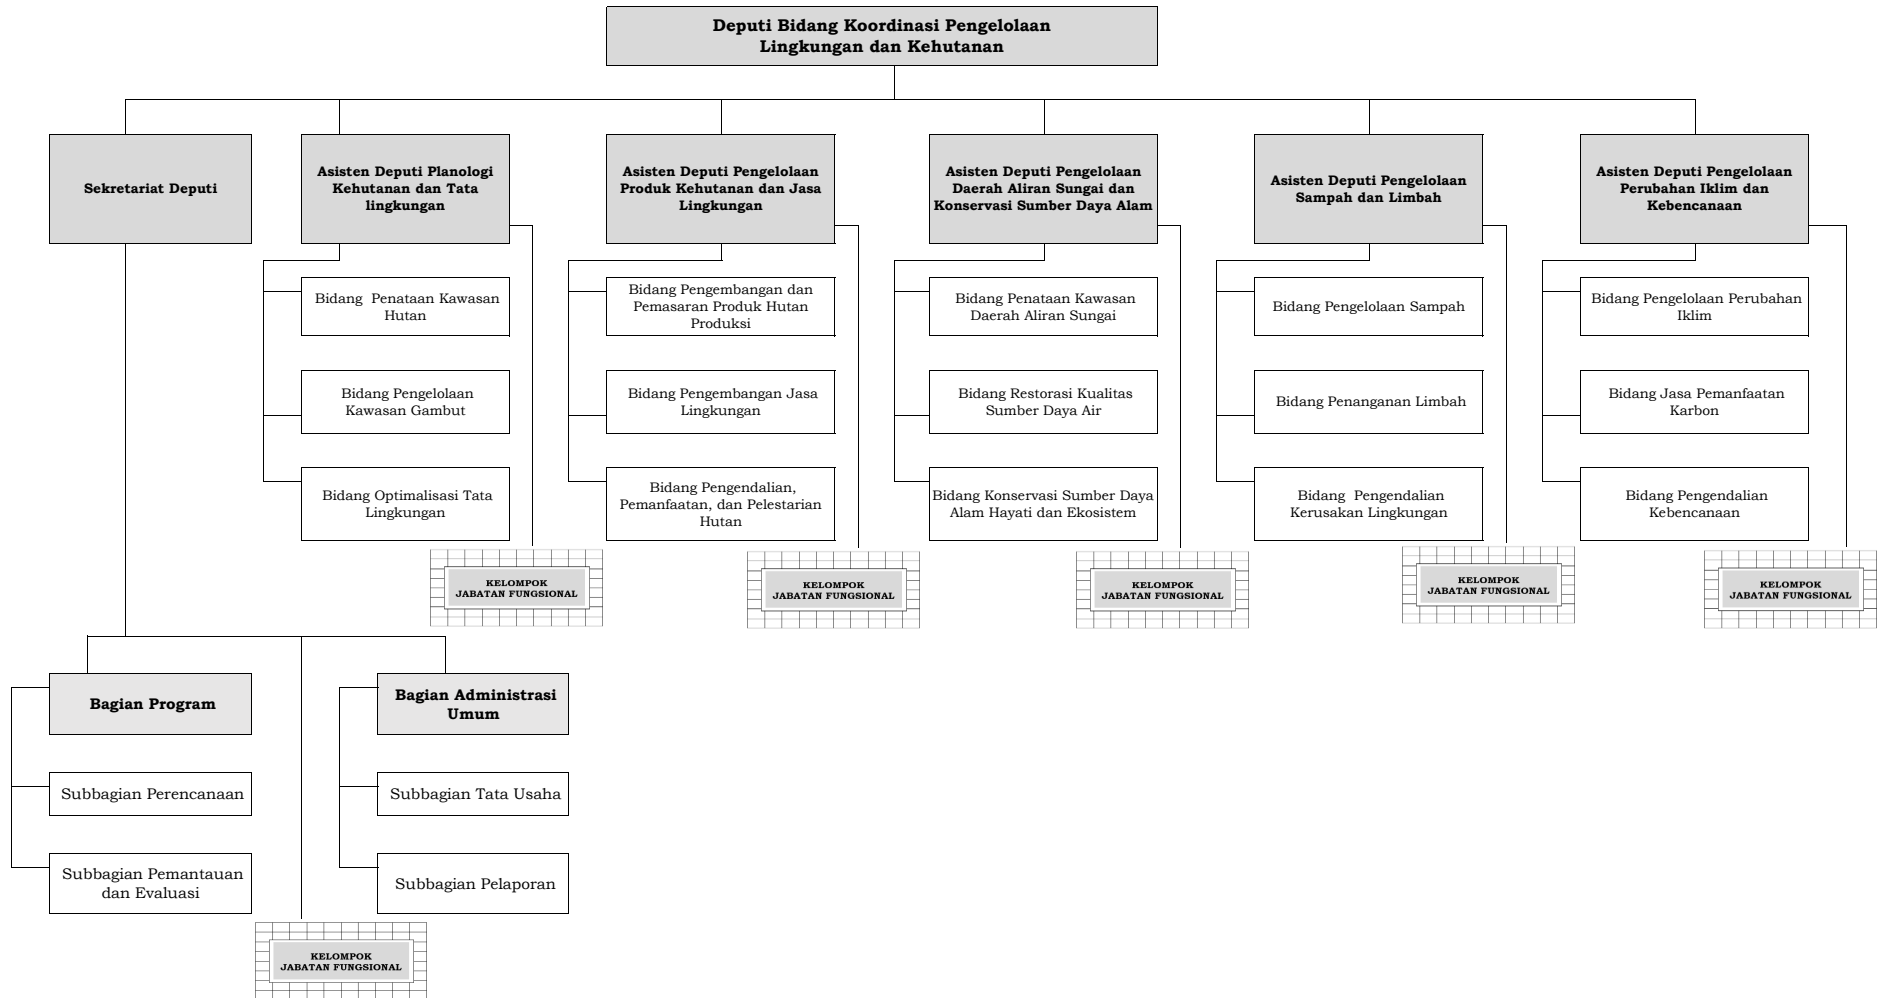 Deputi Bidang Koordinasi Pengelolaan
Lingkungan dan Kehutanan
Sekretariat Deputi
Asisten Deputi Planologi
Kehutanan dan Tata
lingkungan
Asisten Deputi Pengelolaan
Produk Kehutanan dan Jasa
Lingkungan
Asisten Deputi Pengelolaan
Daerah Aliran Sungai dan
Konservasi Sumber Daya Alam
Asisten Deputi Pengelolaan
Sampah dan Limbah
Asisten Deputi Pengelolaan
Perubahan Iklim dan
Kebencanaan
Bidang  Penataan Kawasan
Hutan
Bidang Pengembangan dan
Pemasaran Produk Hutan
Produksi
Bidang Penataan Kawasan
Daerah Aliran Sungai
Bidang Pengelolaan Sampah
Bidang Pengelolaan Perubahan
Iklim
Bidang Pengelolaan
Kawasan Gambut
Bidang Pengembangan Jasa
Lingkungan
Bidang Restorasi Kualitas
Sumber Daya Air
Bidang Penanganan Limbah
Bidang Jasa Pemanfaatan
Karbon
Bidang Optimalisasi Tata
Lingkungan
Bidang Pengendalian,
Pemanfaatan, dan Pelestarian
Hutan
Bidang Konservasi Sumber Daya
Alam Hayati dan Ekosistem
Bidang  Pengendalian
Kerusakan Lingkungan
Bidang Pengendalian
Kebencanaan
KELOMPOK
JABATAN FUNGSIONAL
KELOMPOK
JABATAN FUNGSIONAL
KELOMPOK
JABATAN FUNGSIONAL
KELOMPOK
JABATAN FUNGSIONAL
KELOMPOK
JABATAN FUNGSIONAL
Bagian Program
Bagian Administrasi
Umum
Subbagian Perencanaan
Subbagian Tata Usaha
Subbagian Pemantauan
dan Evaluasi
Subbagian Pelaporan
KELOMPOK
JABATAN FUNGSIONAL